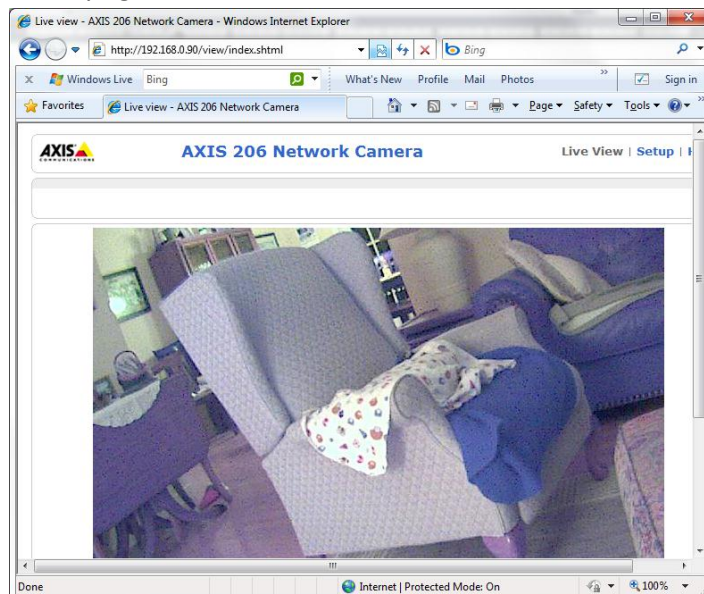 Live view - AXIS 206 Network Camera - Windows Internet Explorer
http://192.168.0.90/view/index.shtml
Bing
x Windows Live Bing What's New Profile Mail Photos » Sign in
Favorites Live view - AXIS 206 Network Camera Page Safety Tools »
AXIS COMMUNICATIONS AXIS 206 Network Camera Live View | Setup |
Done Internet | Protected Mode: On 100%